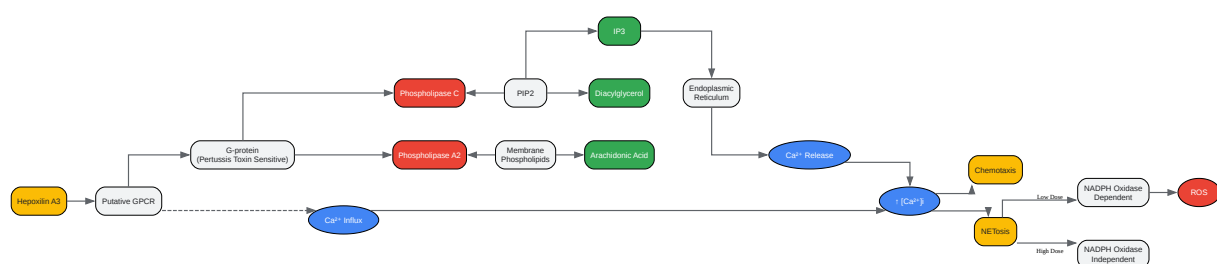 IP3
Phospholipase C
PIP2
Diacylglycerol
Endoplasmic
Reticulum
G-protein
(Pertussis Toxin Sensitive)
Phospholipase A2
Membrane
Phospholipids
Arachidonic Acid
Ca²⁺ Release
Chemotaxis
Hepoxilin A3
Putative GPCR
Ca²⁺ Influx
↑ [Ca²⁺]i
NETosis
Low Dose
NADPH Oxidase
Dependent
ROS
High Dose
NADPH Oxidase
Independent